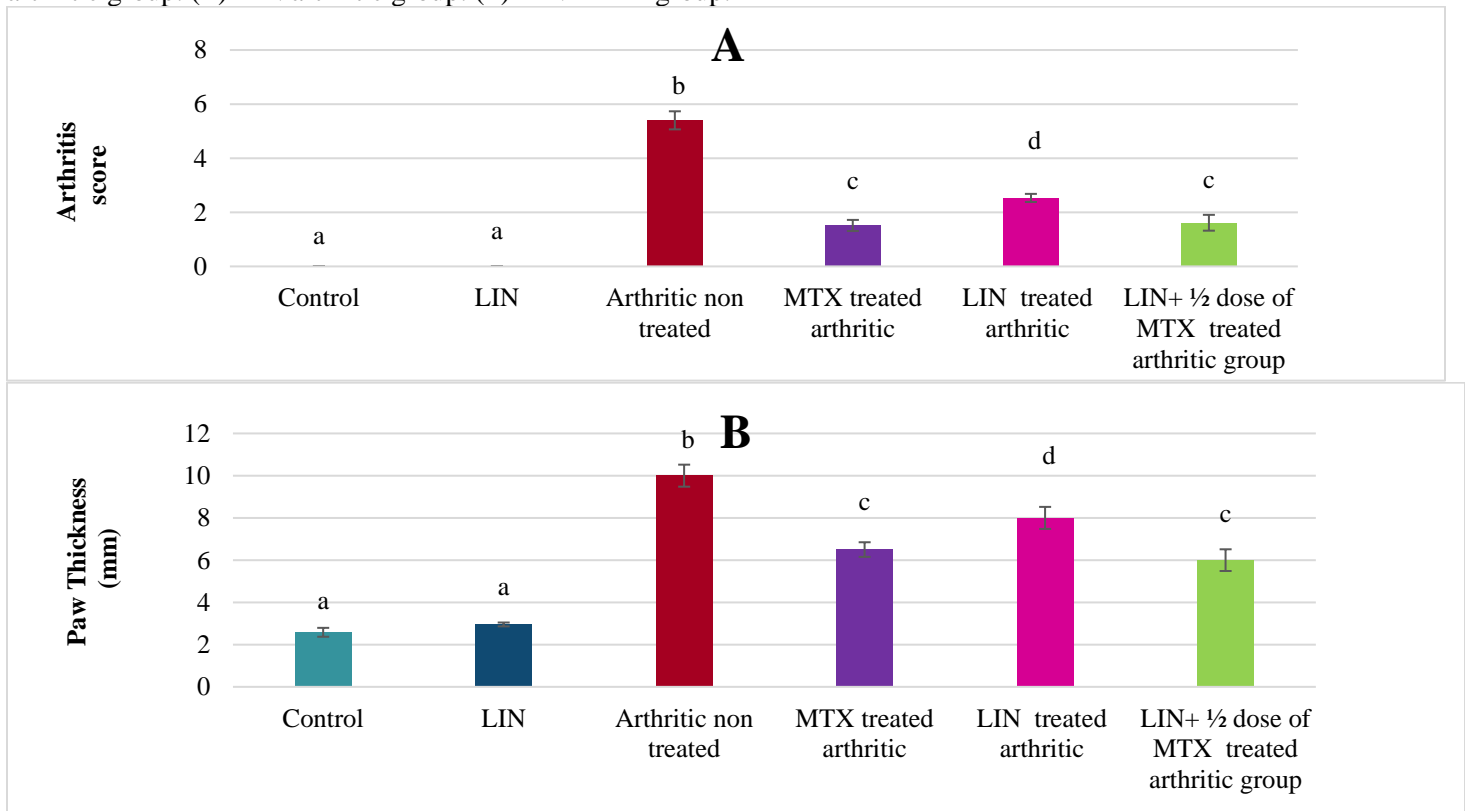 A
8
6
4
2
0
Arthritis
score
a
a
b
c
d
c
Control
LIN
Arthritic non
treated
MTX treated
arthritic
LIN treated
arthritic
LIN+ ½ dose of
MTX treated
arthritic group
B
12
10
8
6
4
2
0
Paw Thickness
(mm)
a
a
b
c
d
c
Control
LIN
Arthritic non
treated
MTX treated
arthritic
LIN treated
arthritic
LIN+ ½ dose of
MTX treated
arthritic group